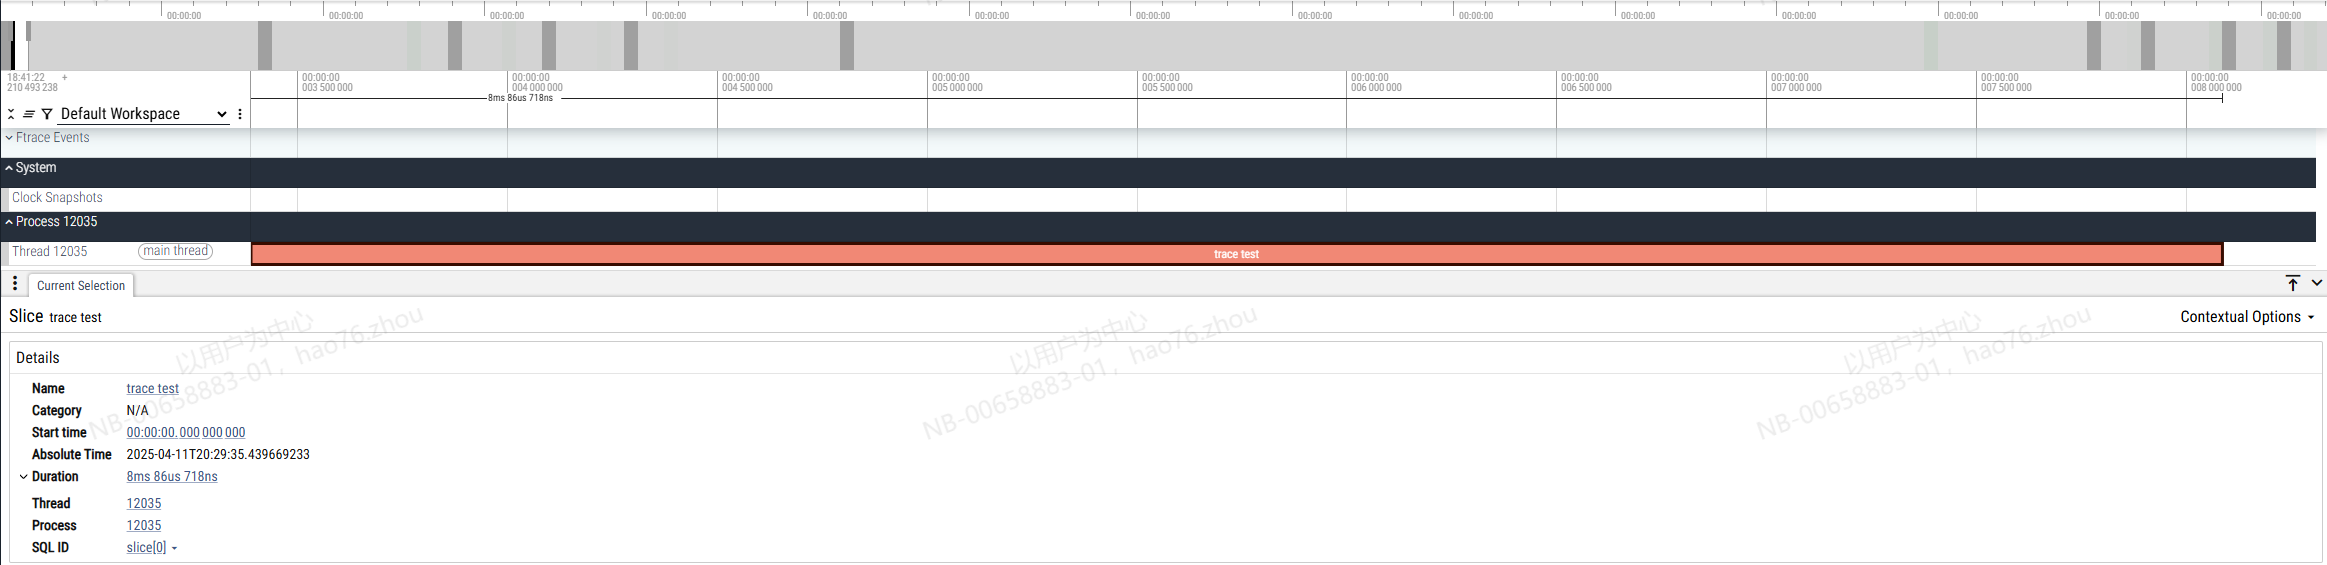 00:00:00 00:00:00 00:00:00 00:00:00 00:00:00 00:00:00 00:00:00 00:00:00 00:00:00 00:00:00 00:00:00 00:00:00 00:00:00 00:00:00
18:41:22 + 00:00:00 00:00:00 00:00:00 00:00:00 00:00:00 00:00:00 00:00:00 00:00:00 00:00:00 00:00:00
210 493 238 003 500 000 004 000 000 004 500 000 005 000 000 005 500 000 006 000 000 006 500 000 007 000 000 007 500 000 008 000 000
8ms 86us 718ns
Default Workspace
Ftrace Events
System
Clock Snapshots
Process 12035
Thread 12035 main thread trace test
Current Selection
Slice trace test Contextual Options
Details
Name trace test
Category N/A
Start time 00:00:00.000 000 000
Absolute Time 2025-04-11T20:29:35.439669233
Duration 8ms 86us 718ns
Thread 12035
Process 12035
SQL ID slice[0]
以用户为中心 以用户为中心 以用户为中心
NB-00658883-01, hao76.zhou NB-00658883-01, hao76.zhou NB-00658883-01, hao76.zhou